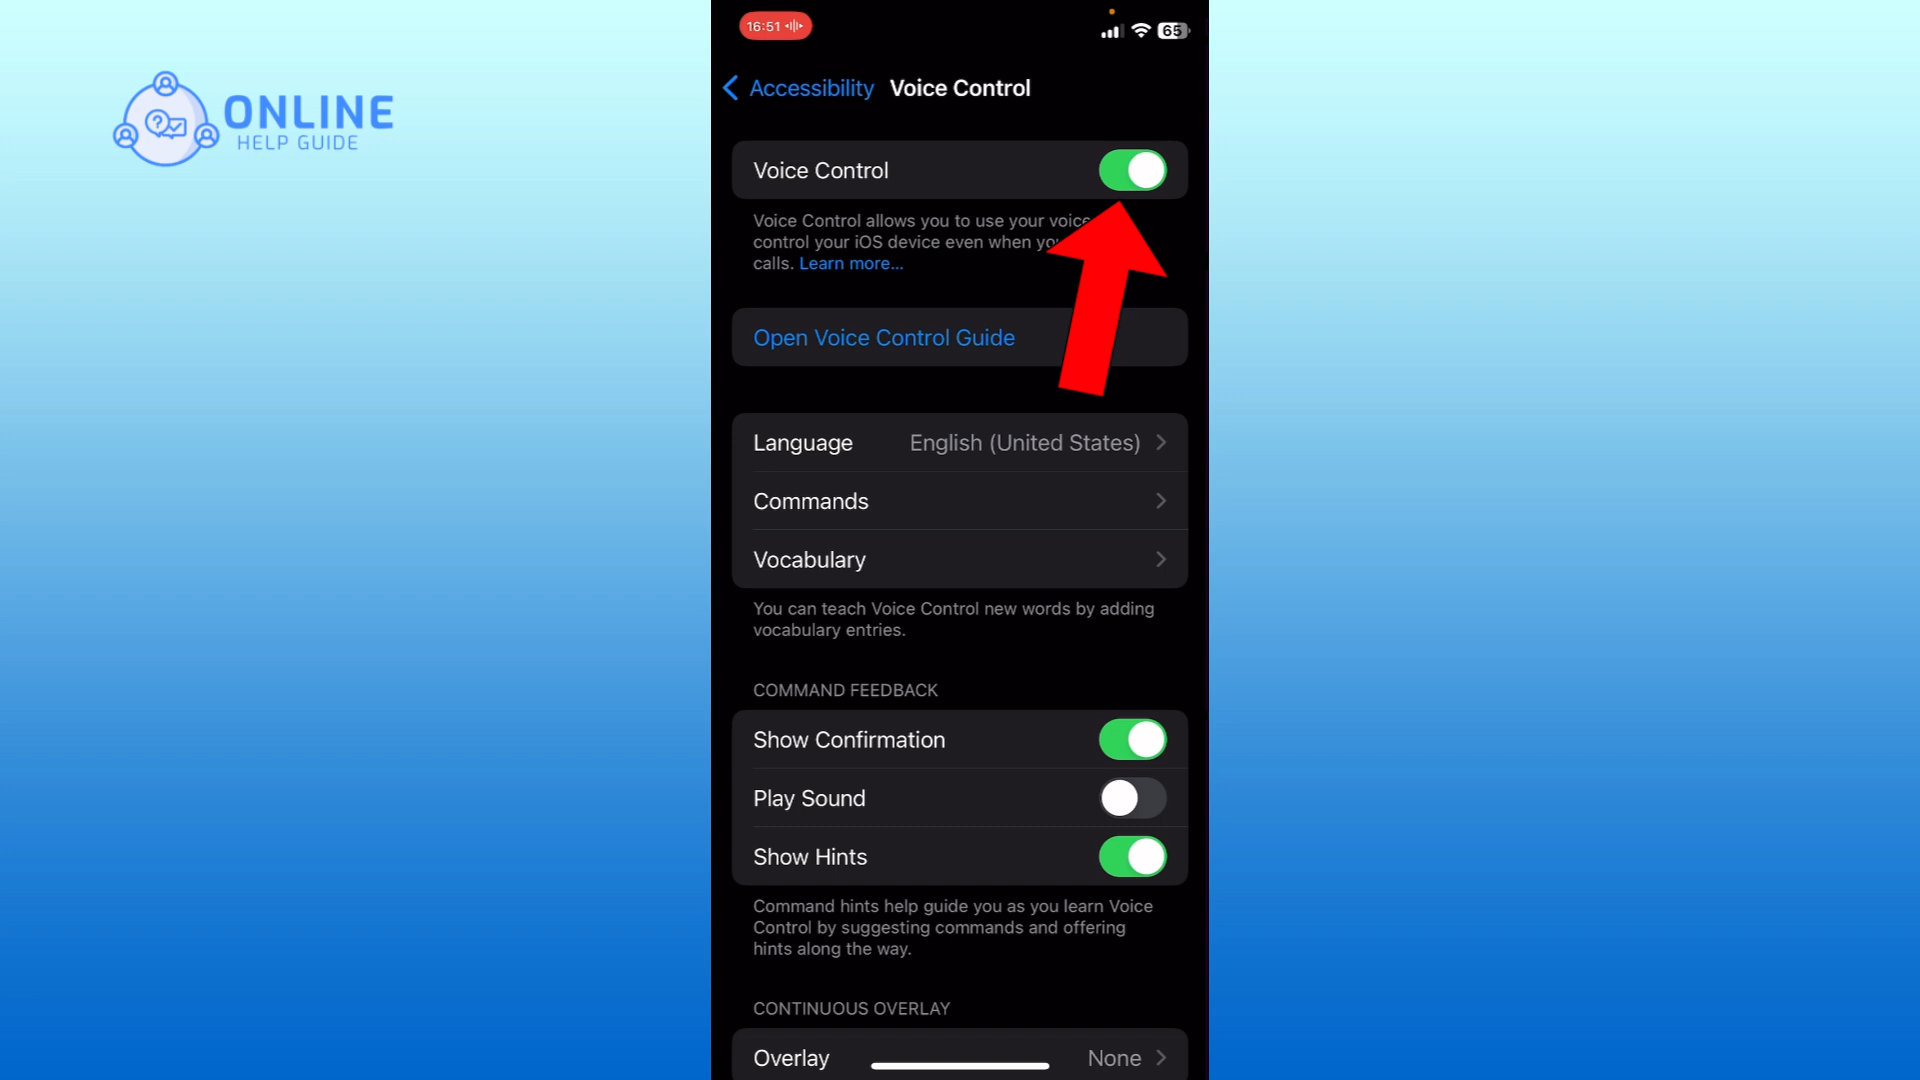 16:51
65
ONLINE
HELP GUIDE
Accessibility Voice Control
Voice Control
Voice Control allows you to use your voice
control your iOS device even when
calls. Learn more...
Open Voice Control Guide
Language English (United States)
Commands
Vocabulary
You can teach Voice Control new words by adding
vocabulary entries.
COMMAND FEEDBACK
Show Confirmation
Play Sound
Show Hints
Command hints help guide you as you learn Voice
Control by suggesting commands and offering
hints along the way.
CONTINUOUS OVERLAY
Overlay None